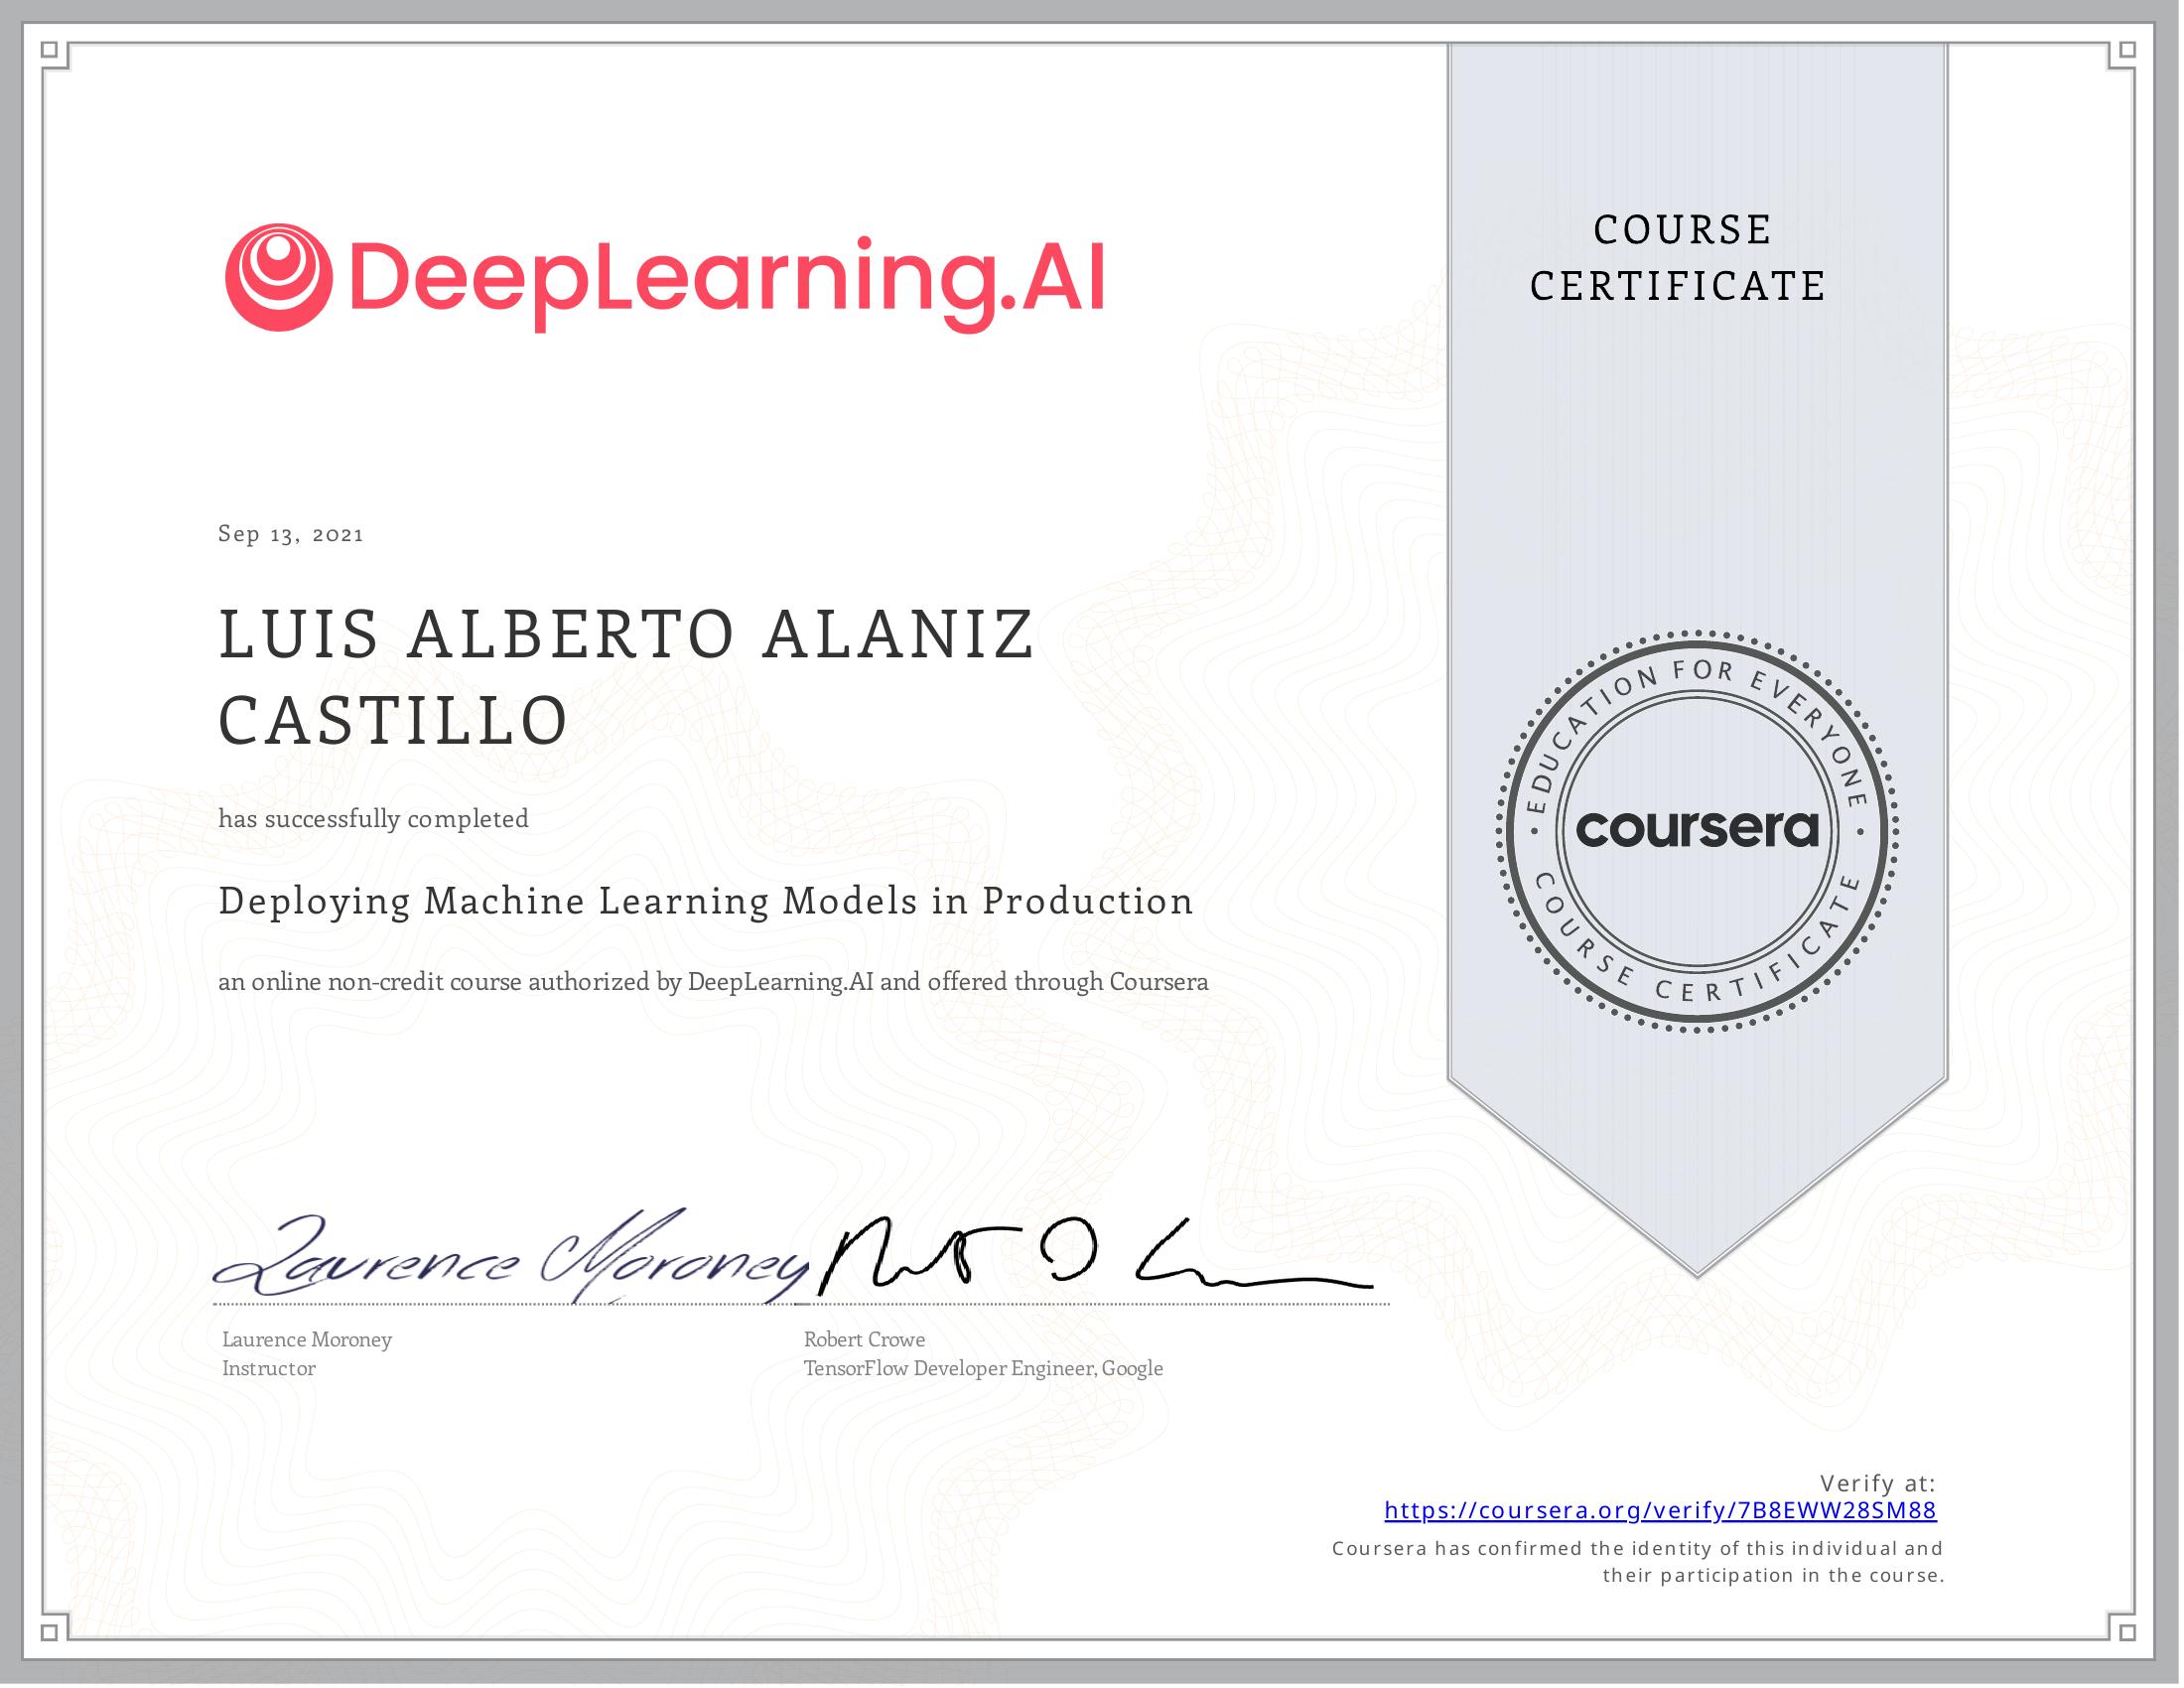 DeepLearning.AI
COURSE
CERTIFICATE
Sep 13, 2021
LUIS ALBERTO ALANIZ
CASTILLO
has successfully completed
Deploying Machine Learning Models in Production
an online non-credit course authorized by DeepLearning.AI and offered through Coursera
EDUCATION FOR EVERYONE
coursera
COURSE CERTIFICATE
Laurence Moroney
Laurence Moroney
Instructor
Robert Crowe
TensorFlow Developer Engineer, Google
Verify at:
https://coursera.org/verify/7B8EWW28SM88
Coursera has confirmed the identity of this individual and
their participation in the course.